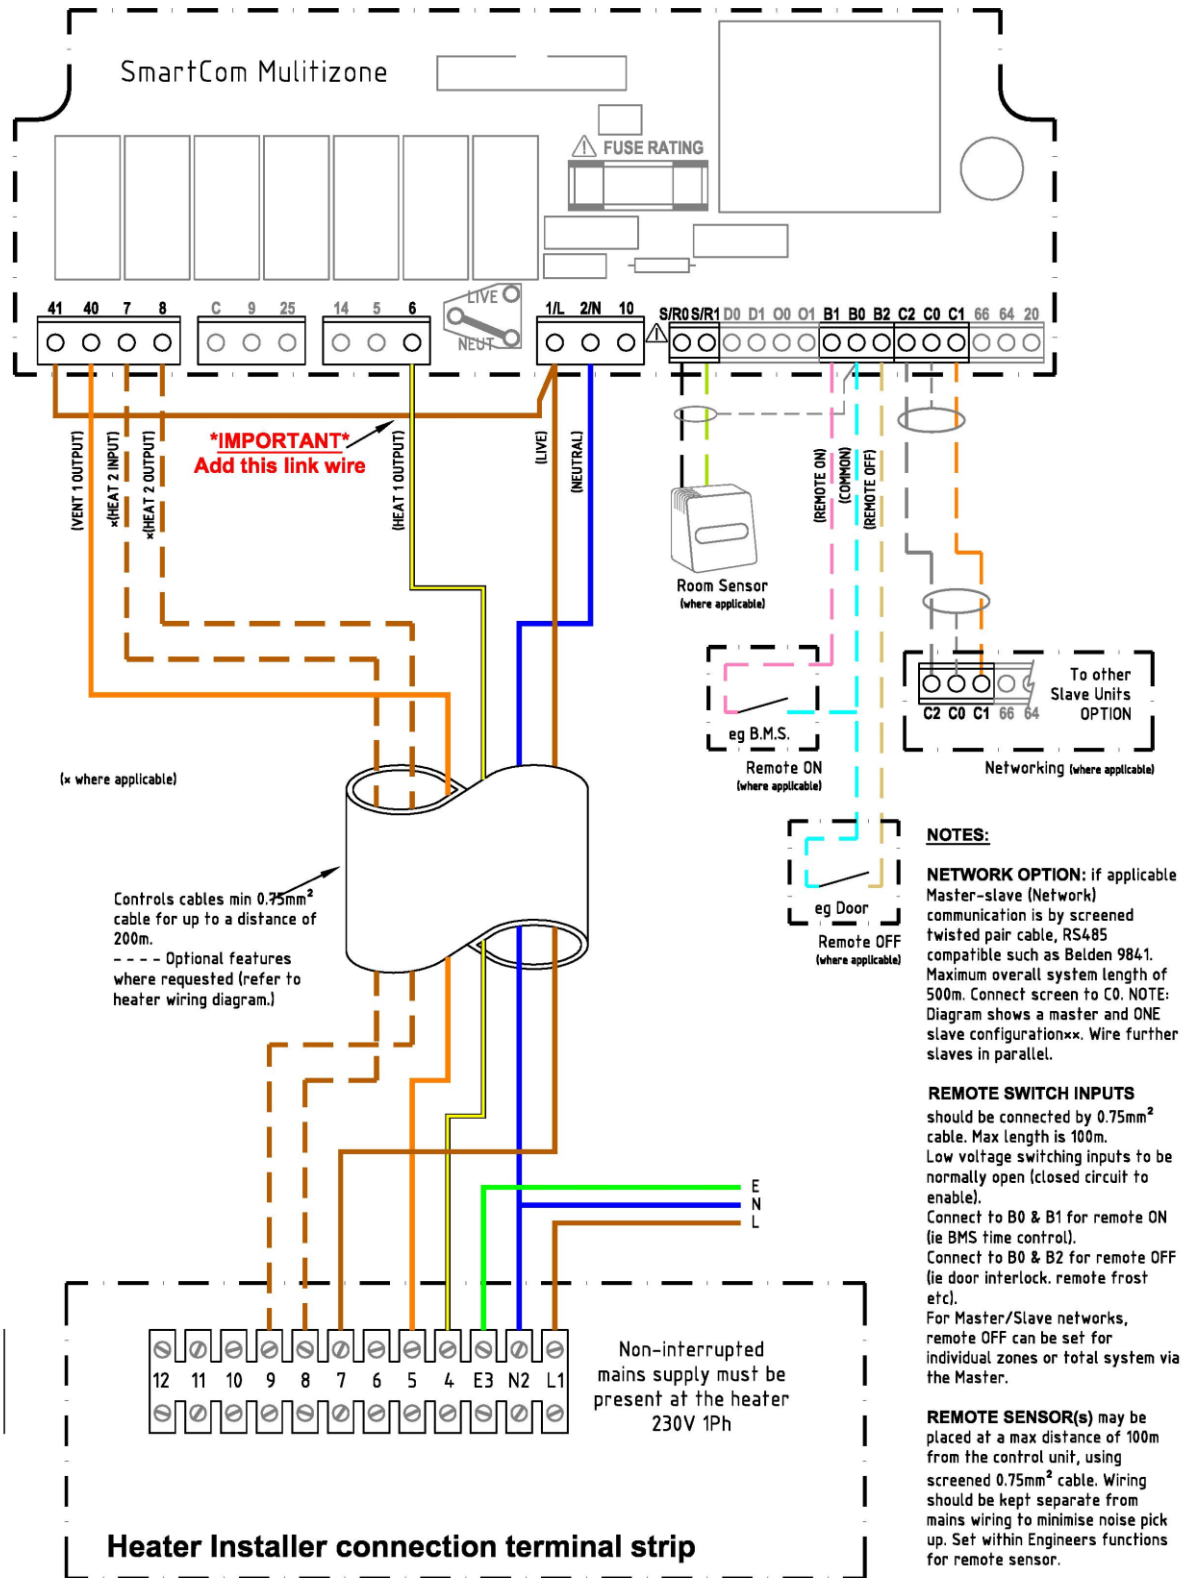 SmartCom Mulitizone
FUSE RATING
LIVE
NEUT
41 40 7 8 C 9 25 14 5 6 1/L 2/N 10 S/R0 S/R1 D0 D1 O0 O1 B1 B0 B2 C2 C0 C1 66 64 20
*IMPORTANT*
Add this link wire
(VENT 1 OUTPUT)
×(HEAT 2 INPUT)
×(HEAT 2 OUTPUT)
(HEAT 1 OUTPUT)
(LIVE)
(NEUTRAL)
(REMOTE ON)
(COMMON)
(REMOTE OFF)
Room Sensor
(where applicable)
eg B.M.S.
Remote ON
(where applicable)
C2 C0 C1 66 64
To other
Slave Units
OPTION
Networking (where applicable)
(× where applicable)
eg Door
Remote OFF
(where applicable)
Controls cables min 0.75mm²
cable for up to a distance of
200m.
---- Optional features
where requested (refer to
heater wiring diagram.)
NOTES:
NETWORK OPTION: if applicable
Master-slave (Network)
communication is by screened
twisted pair cable, RS485
compatible such as Belden 9841.
Maximum overall system length of
500m. Connect screen to C0. NOTE:
Diagram shows a master and ONE
slave configuration××. Wire further
slaves in parallel.
REMOTE SWITCH INPUTS
should be connected by 0.75mm²
cable. Max length is 100m.
Low voltage switching inputs to be
normally open (closed circuit to
enable).
Connect to B0 & B1 for remote ON
(ie BMS time control).
Connect to B0 & B2 for remote OFF
(ie door interlock. remote frost
etc).
For Master/Slave networks,
remote OFF can be set for
individual zones or total system via
the Master.
REMOTE SENSOR(s) may be
placed at a max distance of 100m
from the control unit, using
screened 0.75mm² cable. Wiring
should be kept separate from
mains wiring to minimise noise pick
up. Set within Engineers functions
for remote sensor.
E
N
L
12 11 10 9 8 7 6 5 4 E3 N2 L1
Non-interrupted
mains supply must be
present at the heater
230V 1Ph
Heater Installer connection terminal strip